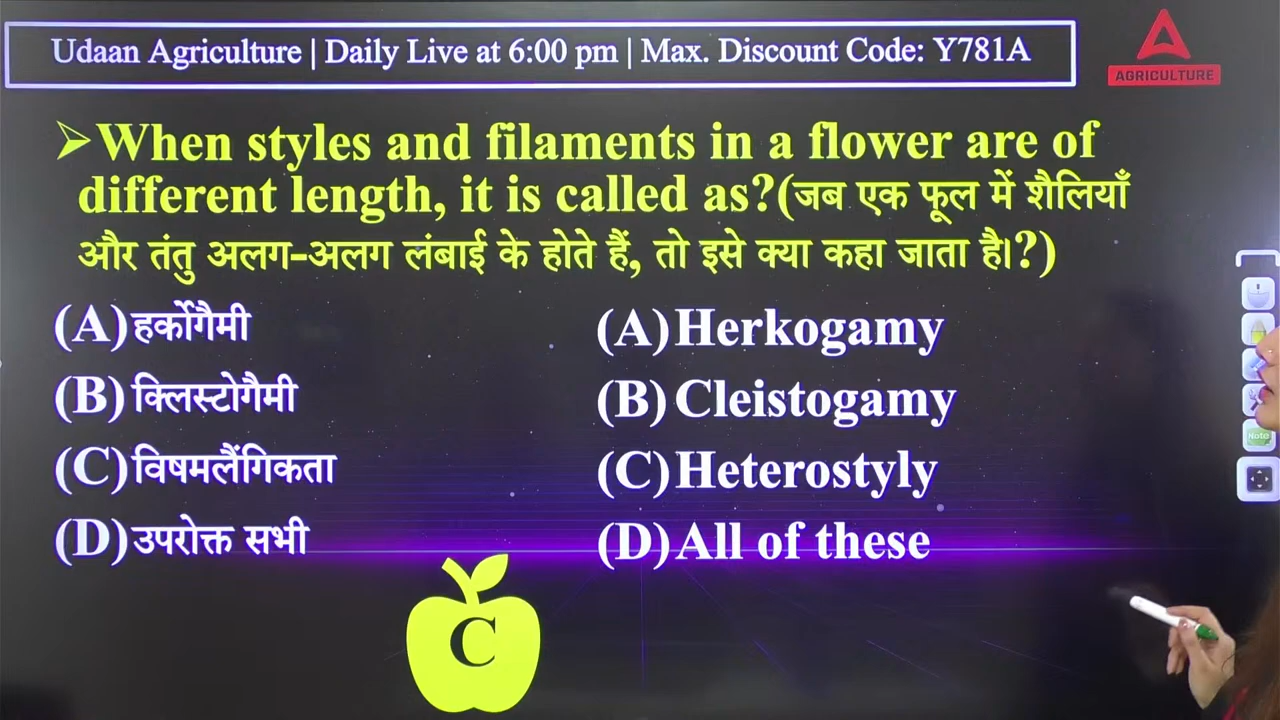 Udaan Agriculture | Daily Live at 6:00 pm | Max. Discount Code: Y781A
AGRICULTURE
➢When styles and filaments in a flower are of
different length, it is called as?(जब एक फूल में शैलियाँ
और तंतु अलग-अलग लंबाई के होते हैं, तो इसे क्या कहा जाता है।?)
(A)हर्कोगैमी
(B)क्लिस्टोगैमी
(C)विषमलैंगिकता
(D)उपरोक्त सभी
(A)Herkogamy
(B)Cleistogamy
(C)Heterostyly
(D)All of these
C
Note